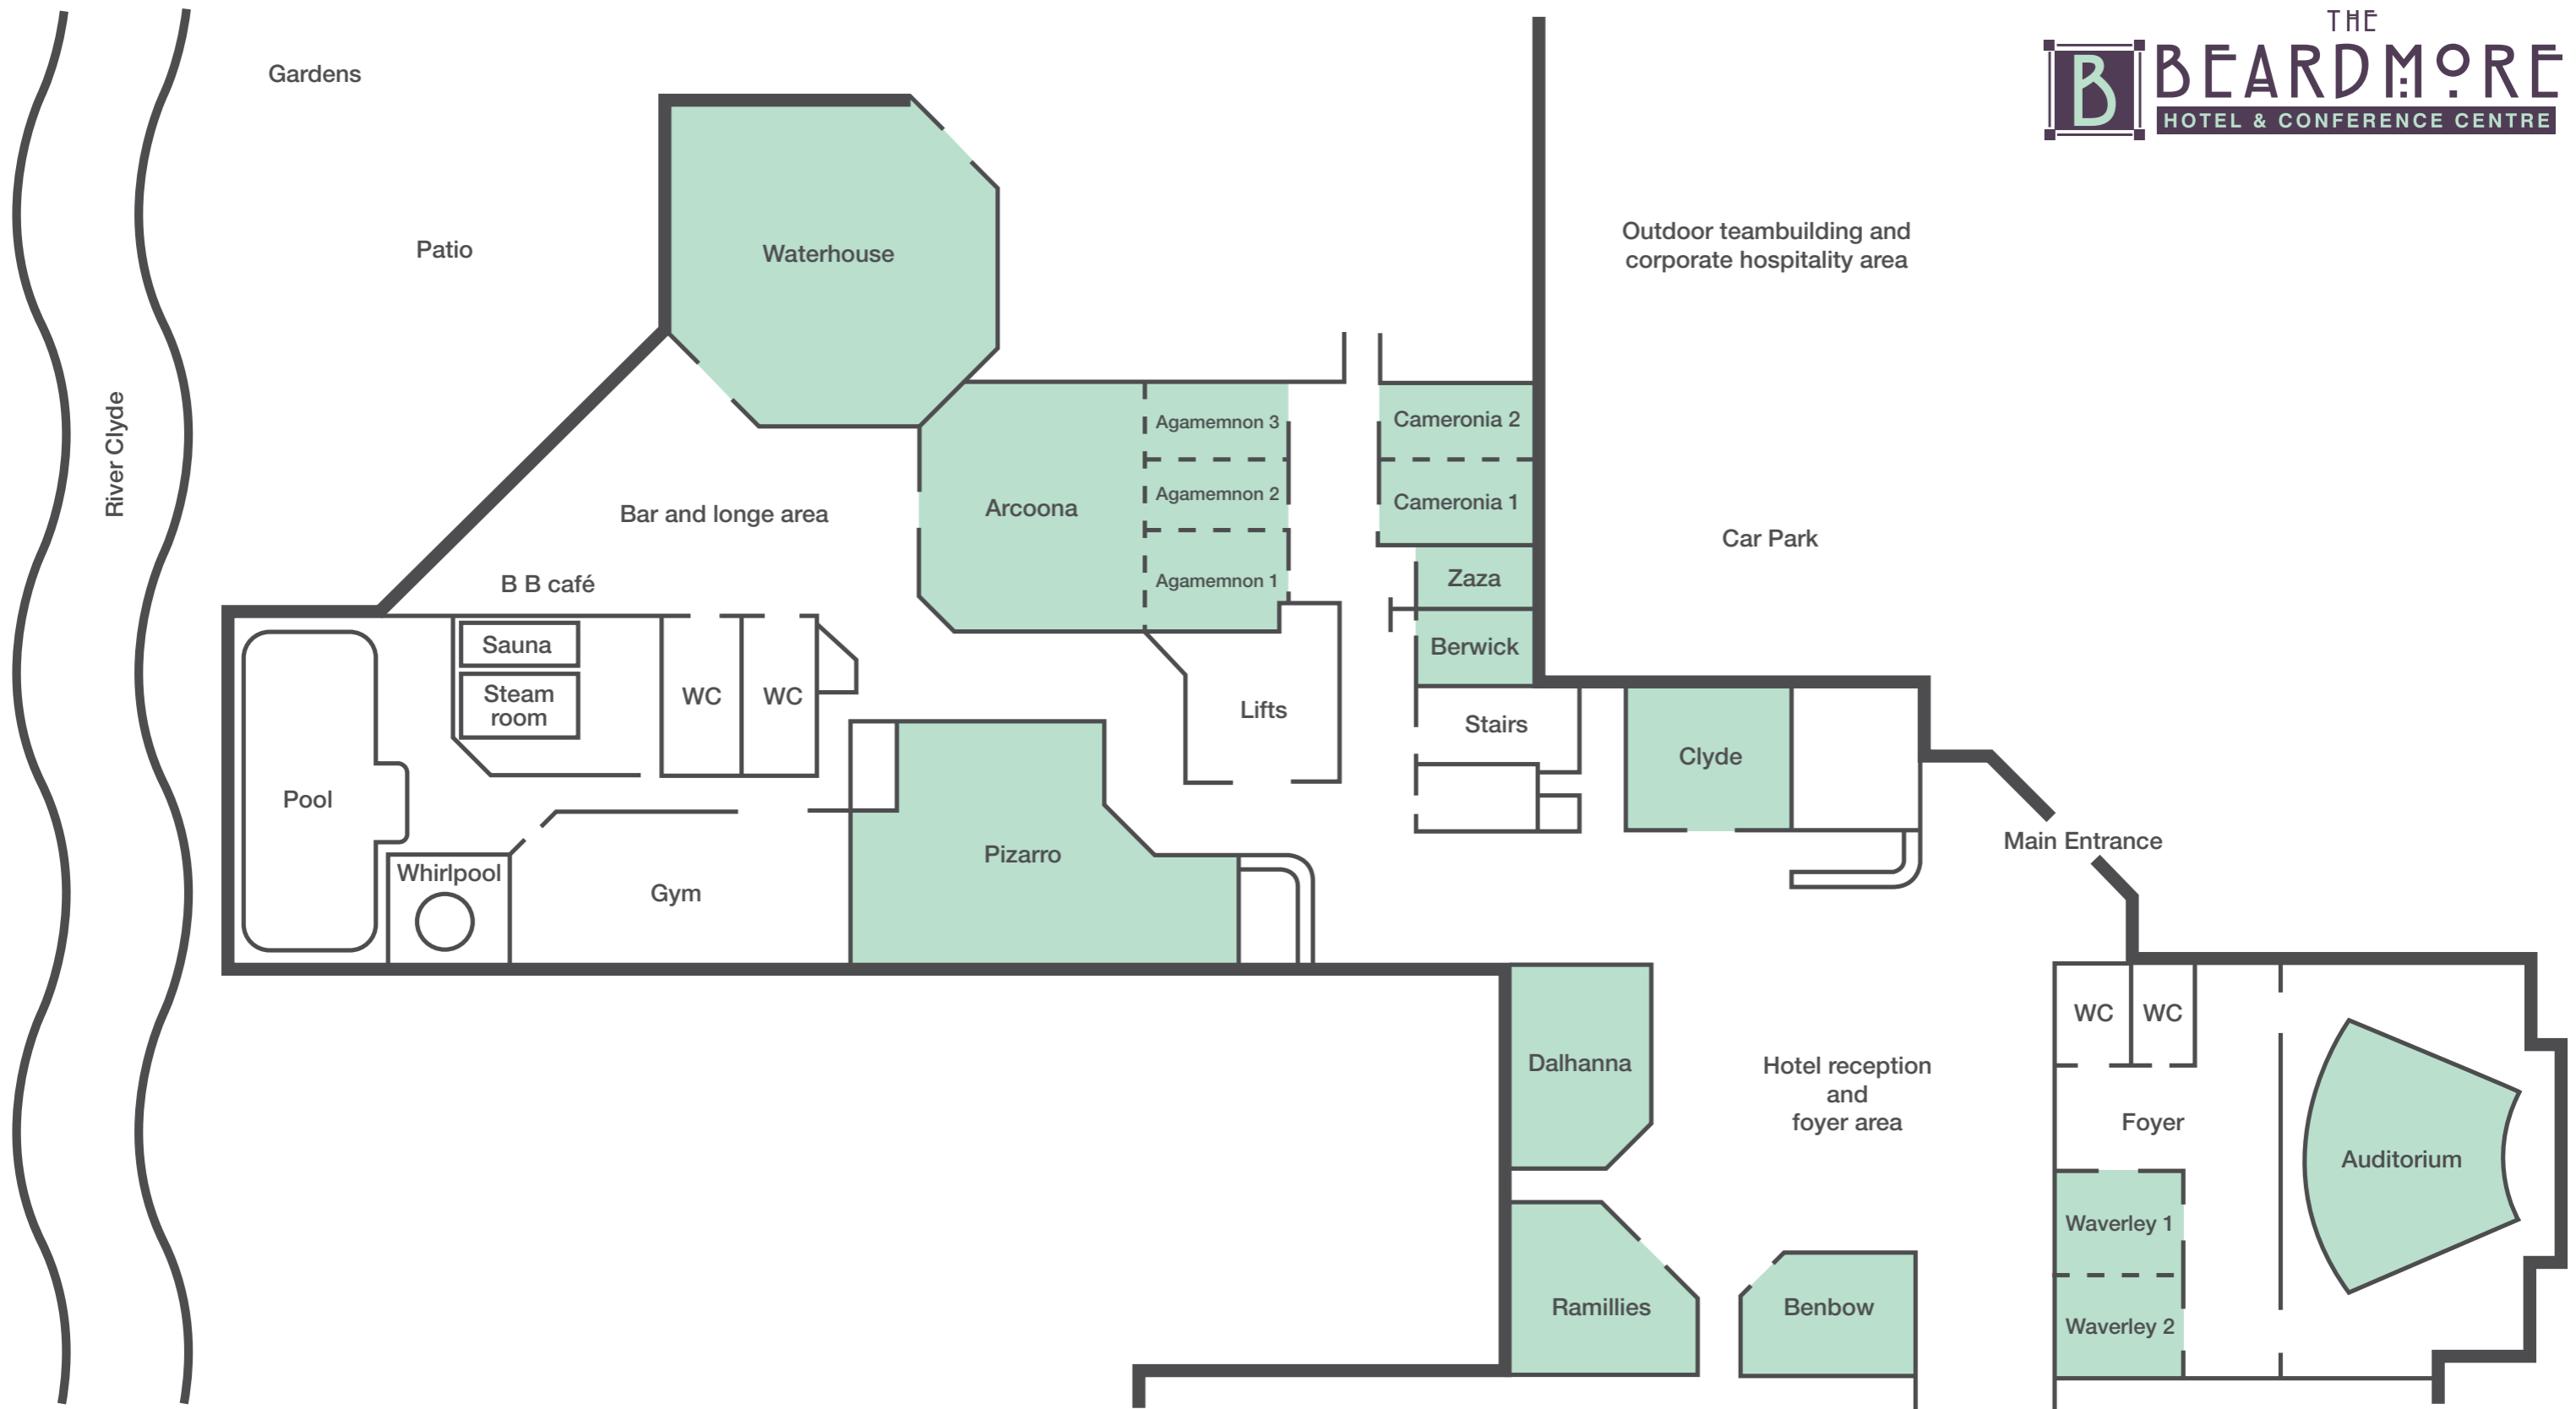 THE
BEARDMORE
B
HOTEL & CONFERENCE CENTRE
Gardens
Patio
River Clyde
Waterhouse
Outdoor teambuilding and
corporate hospitality area
Bar and longe area
B B café
Arcoona
Agamemnon 3
Agamemnon 2
Agamemnon 1
Cameronia 2
Cameronia 1
Zaza
Berwick
Car Park
Sauna
Steam
room
WC
WC
Lifts
Stairs
Clyde
Pool
Whirlpool
Gym
Pizarro
Main Entrance
Dalhanna
Hotel reception
and
foyer area
WC
WC
Foyer
Auditorium
Waverley 1
Waverley 2
Ramillies
Benbow